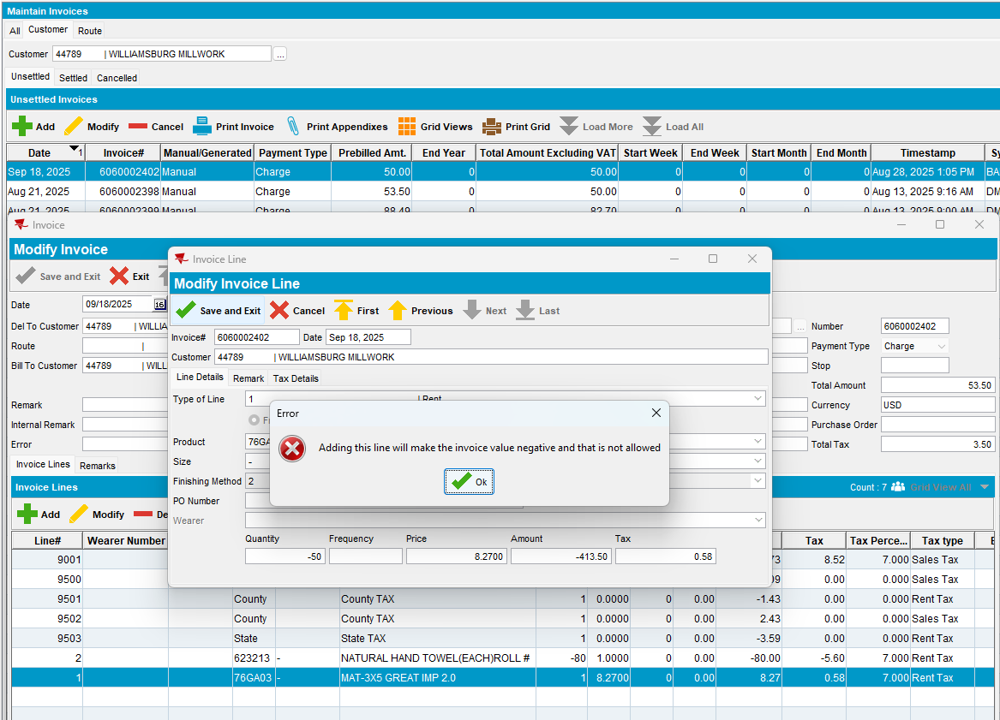 Maintain Invoices
All Customer Route
Customer 44789 | WILLIAMSBURG MILLWORK ...
Unsettled Settled Cancelled
Unsettled Invoices
Add Modify Cancel Print Invoice Print Appendixes Grid Views Print Grid Load More Load All
Date 1 Invoice# Manual/Generated Payment Type Prebilled Amt. End Year Total Amount Excluding VAT Start Week End Week Start Month End Month Timestamp Sy
Sep 18, 2025 6060002402 Manual Charge 50.00 0 50.00 0 0 0 0 Aug 28, 2025 1:05 PM BA
Aug 21, 2025 6060002398 Manual Charge 53.50 0 50.00 0 0 0 0 Aug 13, 2025 9:16 AM DM
Aug 21, 2025 6060002399 Manual Charge 88.49 0 82.70 0 0 0 0 Aug 13, 2025 9:00 AM DM
Invoice
Modify Invoice
Save and Exit Exit
Date 09/18/2025 16
Del To Customer 44789 | WILLIA
Route |
Bill To Customer 44789 | WILL
Remark
Internal Remark
Error
Invoice Lines Remarks
... Number 6060002402
Payment Type Charge
Stop
Total Amount 53.50
Currency USD
Purchase Order
Total Tax 3.50
Invoice Line
Modify Invoice Line
Save and Exit Cancel First Previous Next Last
Invoice# 6060002402 Date Sep 18, 2025
Customer 44789 | WILLIAMSBURG MILLWORK
Line Details Remark Tax Details
Type of Line 1 | Rent
Product 76GA
Size -
Finishing Method 2
PO Number
Wearer
Quantity Frequency Price Amount Tax
-50 8.2700 -413.50 0.58
Error
Adding this line will make the invoice value negative and that is not allowed
Ok
Invoice Lines Count : 7 Grid View All
Add Modify De
Line# Wearer Number Tax Tax Perce... Tax type
9001 73 8.52 7.000 Sales Tax
9500 09 0.00 0.000 Sales Tax
9501 County County TAX 1 0.0000 0 0.00 -1.43 0.00 0.000 Rent Tax
9502 County County TAX 1 0.0000 0 0.00 2.43 0.00 0.000 Sales Tax
9503 State State TAX 1 0.0000 0 0.00 -3.59 0.00 0.000 Rent Tax
2 623213 - NATURAL HAND TOWEL(EACH)ROLL # -80 1.0000 0 0.00 -80.00 -5.60 7.000 Rent Tax
1 76GA03 - MAT-3X5 GREAT IMP 2.0 1 8.2700 0 0.00 8.27 0.58 7.000 Rent Tax